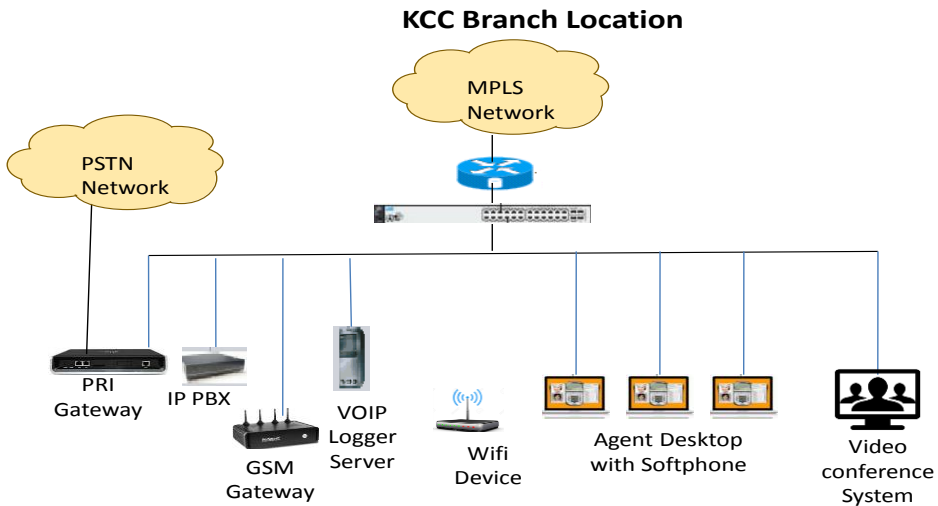 KCC Branch Location
MPLS
Network
PSTN
Network
PRI
Gateway
IP PBX
GSM
Gateway
VOIP
Logger
Server
Wifi
Device
Agent Desktop
with Softphone
Video
conference
System